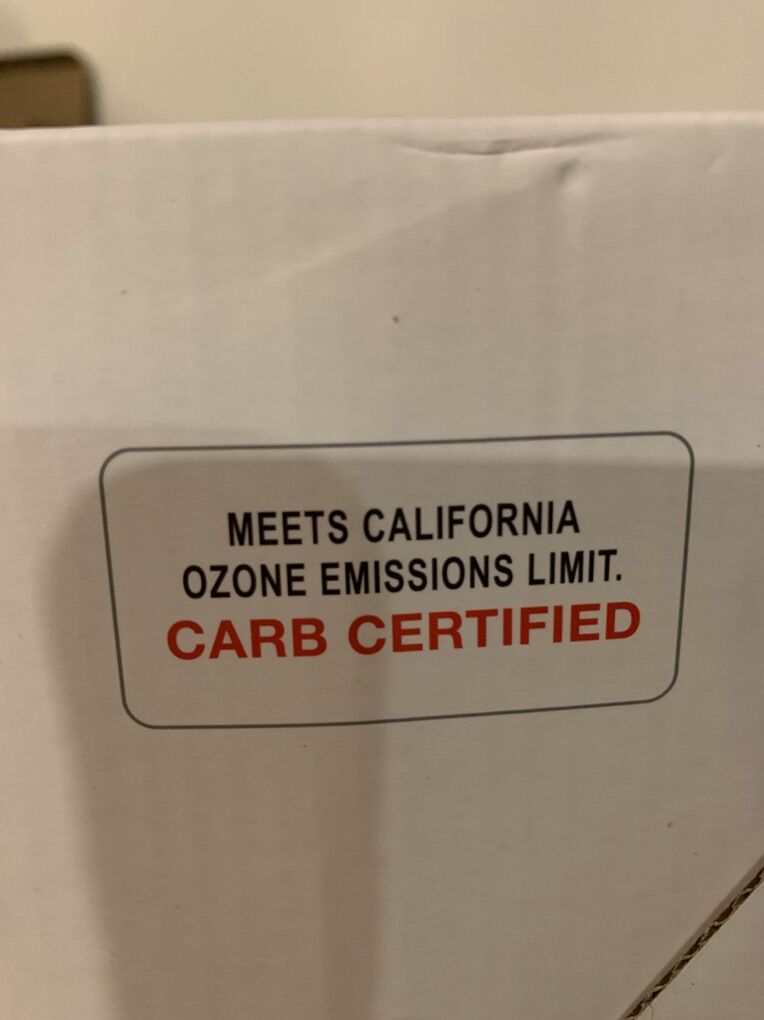 MEETS CALIFORNIA
OZONE EMISSIONS LIMIT.
CARB CERTIFIED